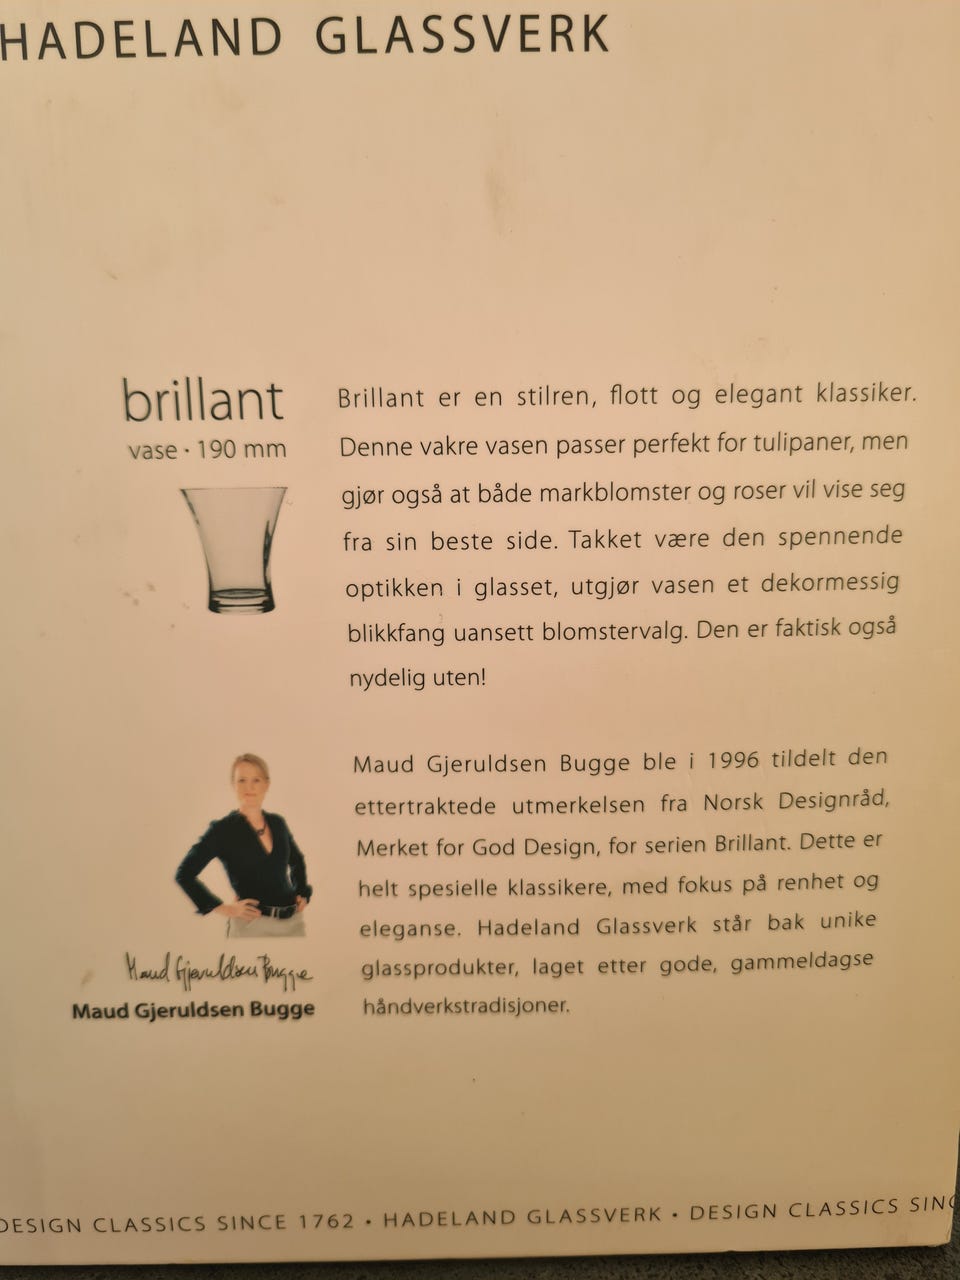 HADELAND GLASSVERK
brillant
vase • 190 mm
Brillant er en stilren, flott og elegant klassiker.
Denne vakre vasen passer perfekt for tulipaner, men
gjør også at både markblomster og roser vil vise seg
fra sin beste side. Takket være den spennende
optikken i glasset, utgjør vasen et dekormessig
blikkfang uansett blomstervalg. Den er faktisk også
nydelig uten!
Maud Gjeruldsen Bugge ble i 1996 tildelt den
ettertraktede utmerkelsen fra Norsk Designråd,
Merket for God Design, for serien Brillant. Dette er
helt spesielle klassikere, med fokus på renhet og
eleganse. Hadeland Glassverk står bak unike
glassprodukter, laget etter gode, gammeldagse
håndverkstradisjoner.
Maud Gjeruldsen Bugge
Maud Gjeruldsen Bugge
DESIGN CLASSICS SINCE 1762 • HADELAND GLASSVERK • DESIGN CLASSICS SINC